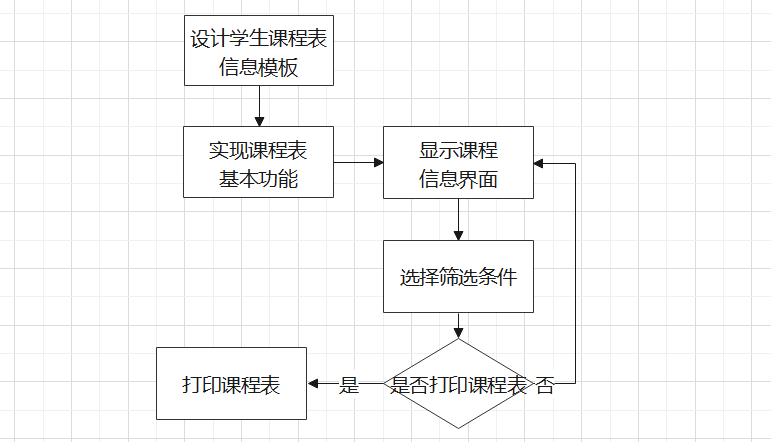 设计学生课程表
信息模板
实现课程表
基本功能
显示课程
信息界面
选择筛选条件
打印课程表
是
是否打印课程表
否